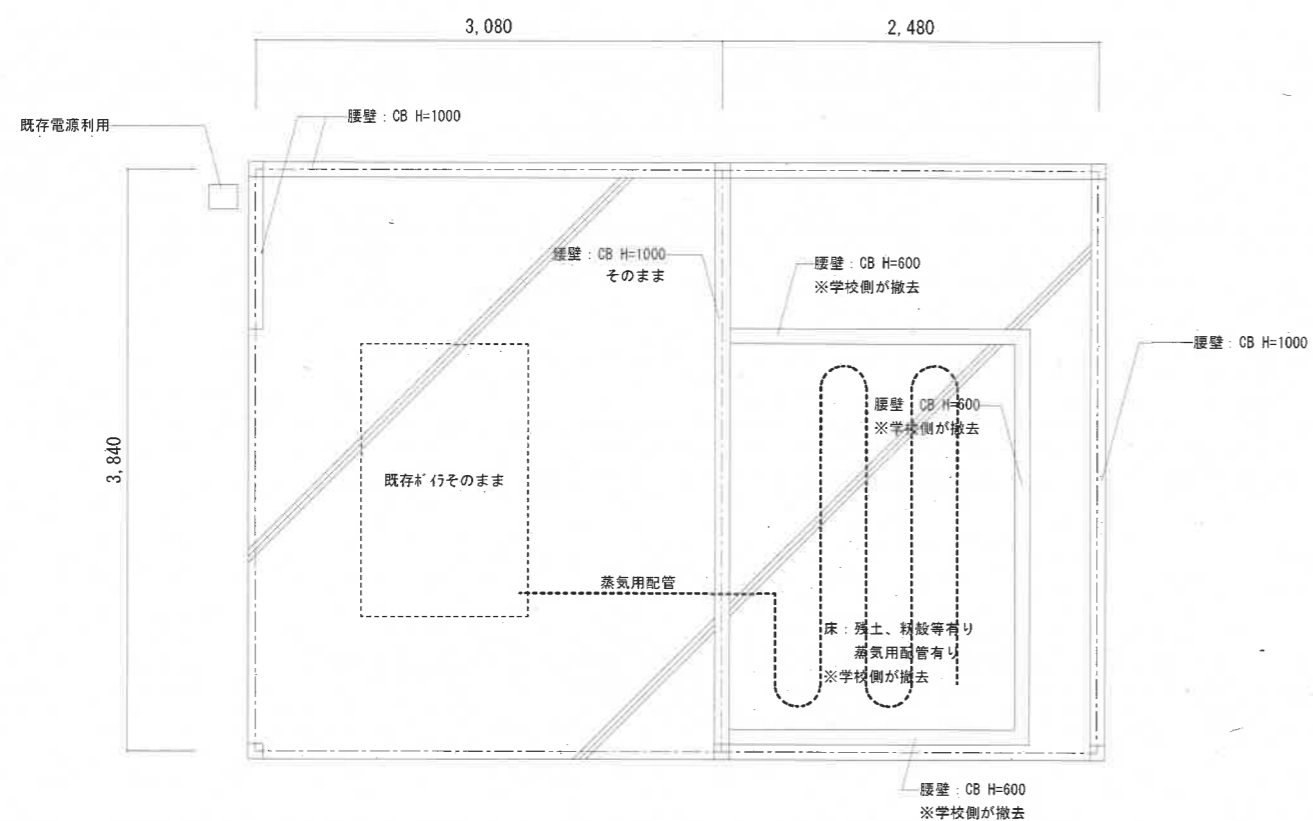 3,080
2,480
既存電源利用
腰壁：CB H=1000
腰壁：CB H=1000
そのまま
腰壁：CB H=600
※学校側が撤去
腰壁：CB H=1000
腰壁：CB H=600
※学校側が撤去
3,840
既存ﾎﾞｲﾗそのまま
蒸気用配管
床：残土、籾殻等有り
蒸気用配管有り
※学校側が撤去
腰壁：CB H=600
※学校側が撤去